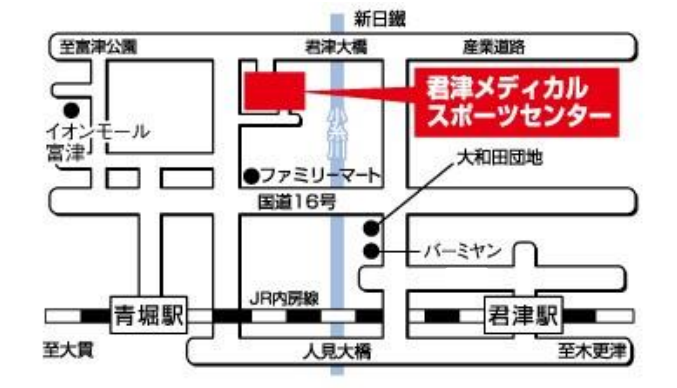 新日鐵
至富津公園
君津大橋
産業道路
君津メディカル
スポーツセンター
小糸川
イオンモール
富津
大和田団地
ファミリーマート
国道16号
バーミヤン
JR内房線
青堀駅
君津駅
至大貫
人見大橋
至木更津